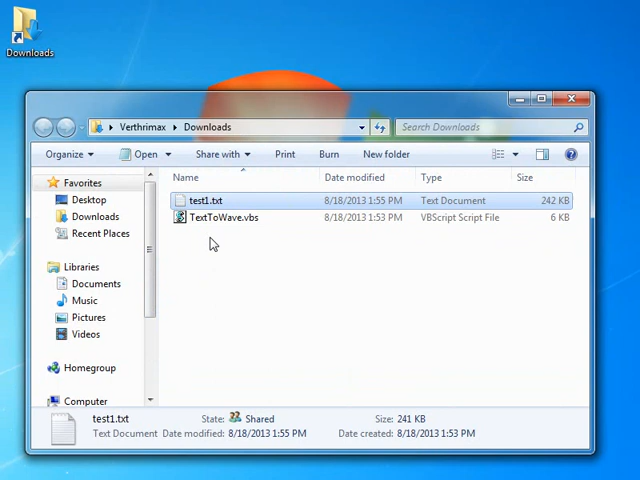 Downloads
Verthrimax Downloads Search Downloads
Organize Open Share with Print Burn New folder
Name Date modified Type Size
Favorites
test1.txt 8/18/2013 1:55 PM Text Document 242 KB
Desktop
TextToWave.vbs 8/18/2013 1:53 PM VBScript Script File 6 KB
Downloads
Recent Places
Libraries
Documents
Music
Pictures
Videos
Homegroup
Computer
test1.txt State: Shared Size: 241 KB
Text Document Date modified: 8/18/2013 1:55 PM Date created: 8/18/2013 1:53 PM